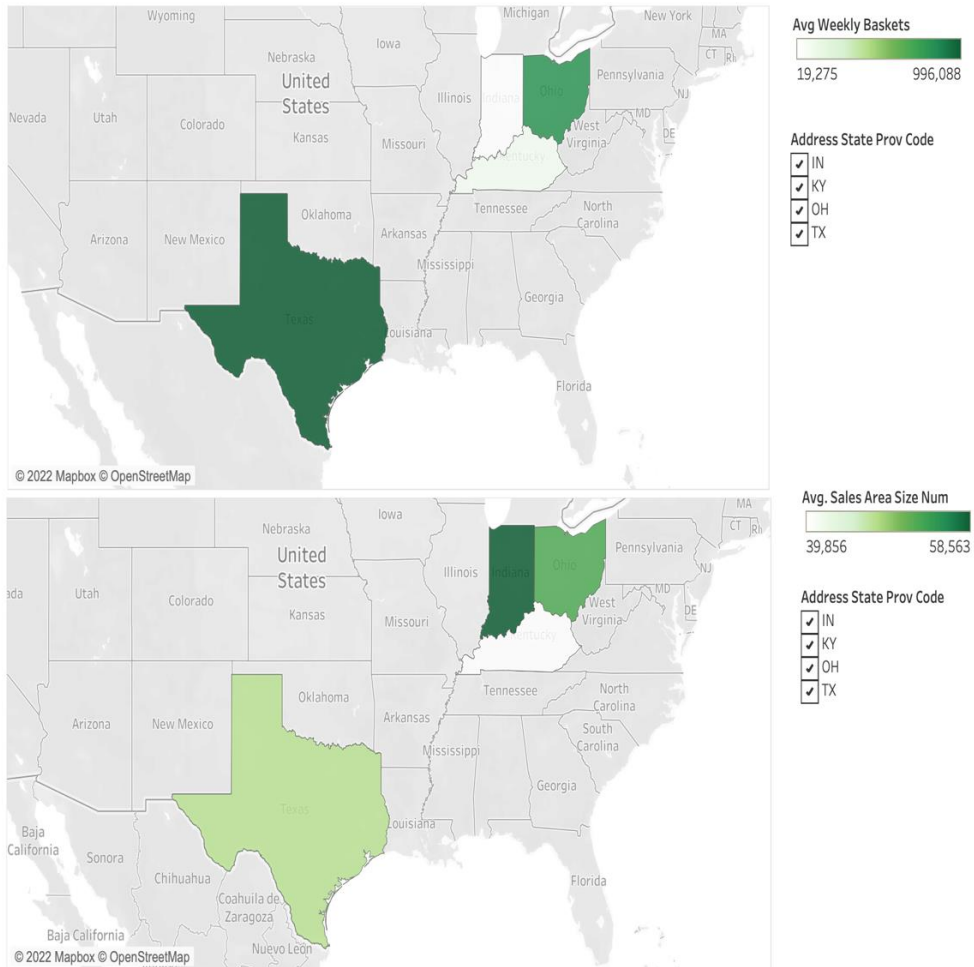 Wyoming
Michigan
New York
Iowa
MA
Nebraska
CT
United
States
Pennsylvania
Illinois
Indiana
Ohio
NJ
Nevada
Utah
Colorado
Kansas
Missouri
West
Virginia
MD
DE
Kentucky
Tennessee
North
Carolina
Arizona
New Mexico
Oklahoma
Arkansas
Mississippi
Georgia
Texas
Louisiana
Florida
© 2022 Mapbox © OpenStreetMap
Avg Weekly Baskets
19,275 996,088
Address State Prov Code
IN
KY
OH
TX
Iowa
MA
Nebraska
CT
United
States
Pennsylvania
Illinois
Indiana
Ohio
NJ
Utah
Colorado
Kansas
Missouri
West
Virginia
MD
DE
Kentucky
Tennessee
North
Carolina
Arizona
New Mexico
Oklahoma
Arkansas
South
Carolina
Mississippi
Georgia
Texas
Louisiana
Baja
California
Sonora
Chihuahua
Coahuila de
Zaragoza
Florida
Baja California
Nuevo León
© 2022 Mapbox © OpenStreetMap
Avg. Sales Area Size Num
39,856 58,563
Address State Prov Code
IN
KY
OH
TX